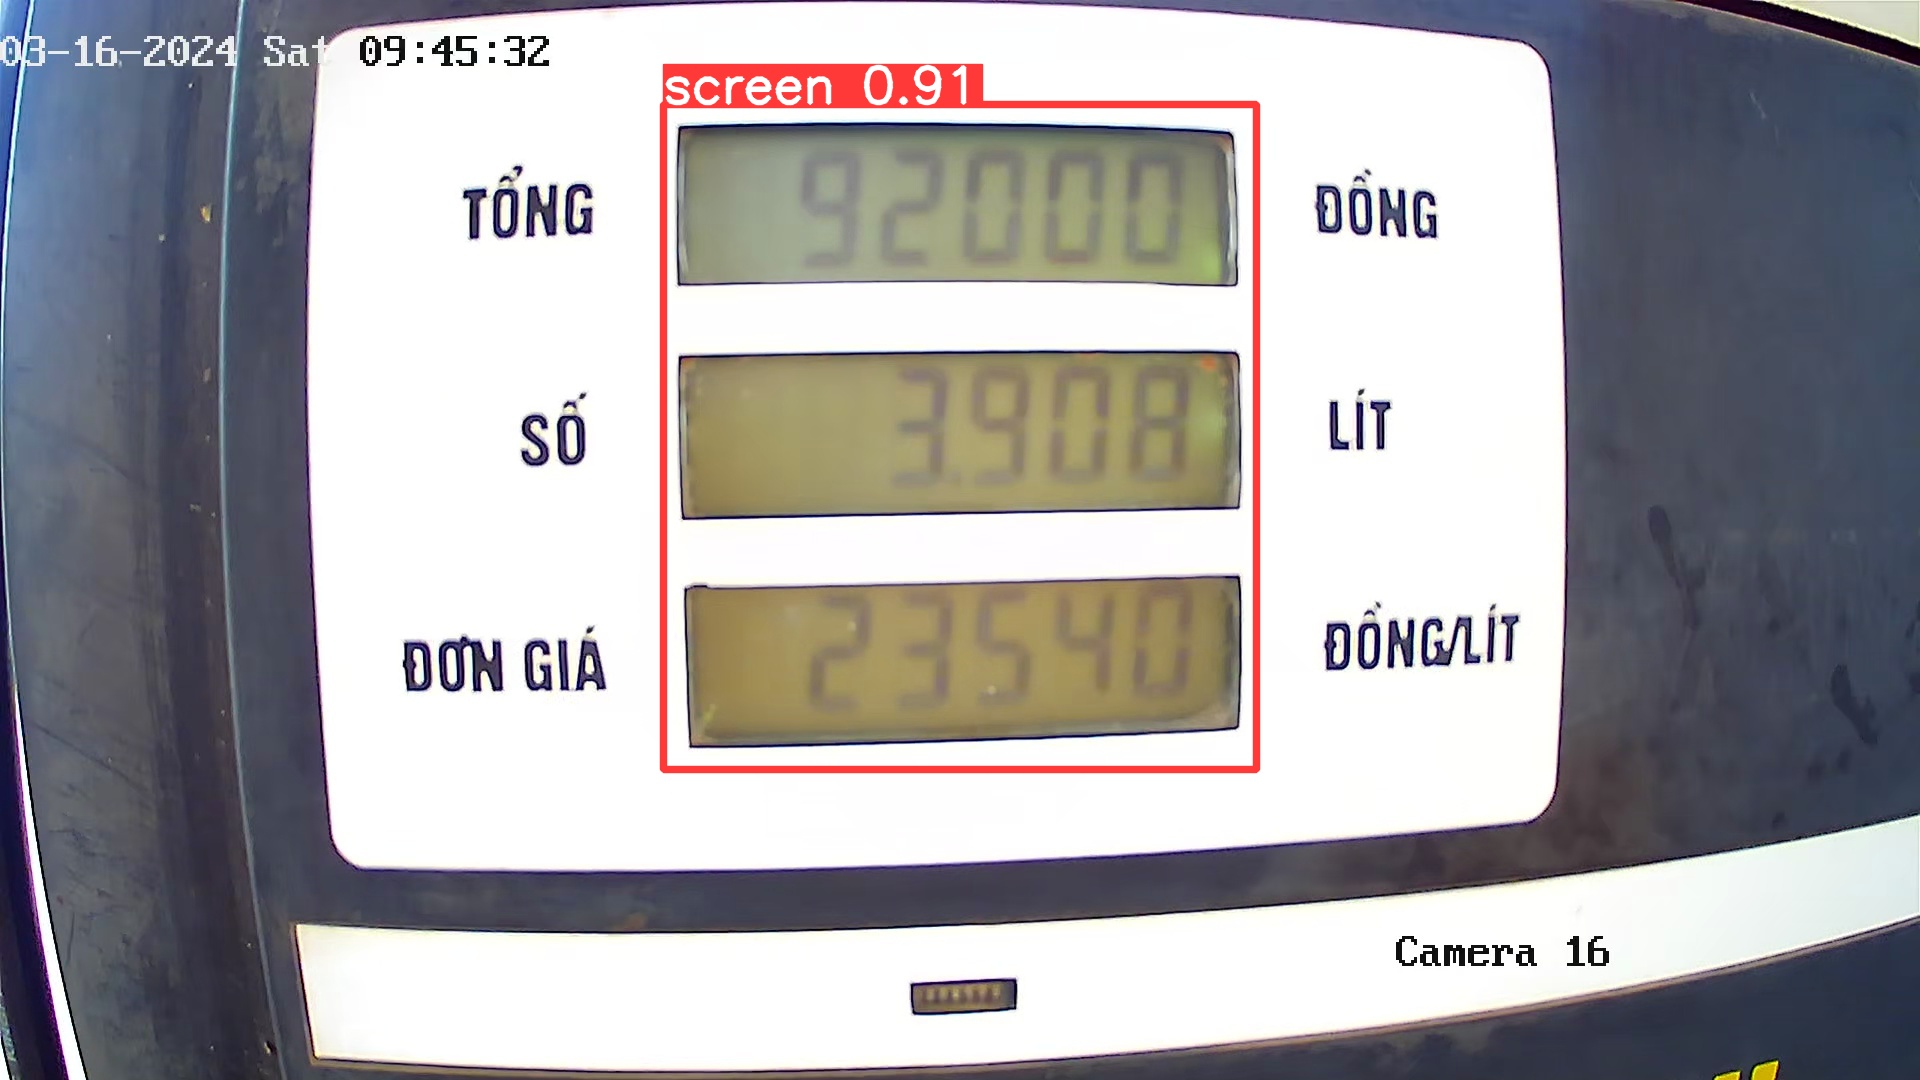 03-16-2024 Sat 09:45:32
screen 0.91
TỔNG 92000 ĐỒNG
SỐ 3.908 LÍT
ĐƠN GIÁ 23540 ĐỒNG/LÍT
Camera 16